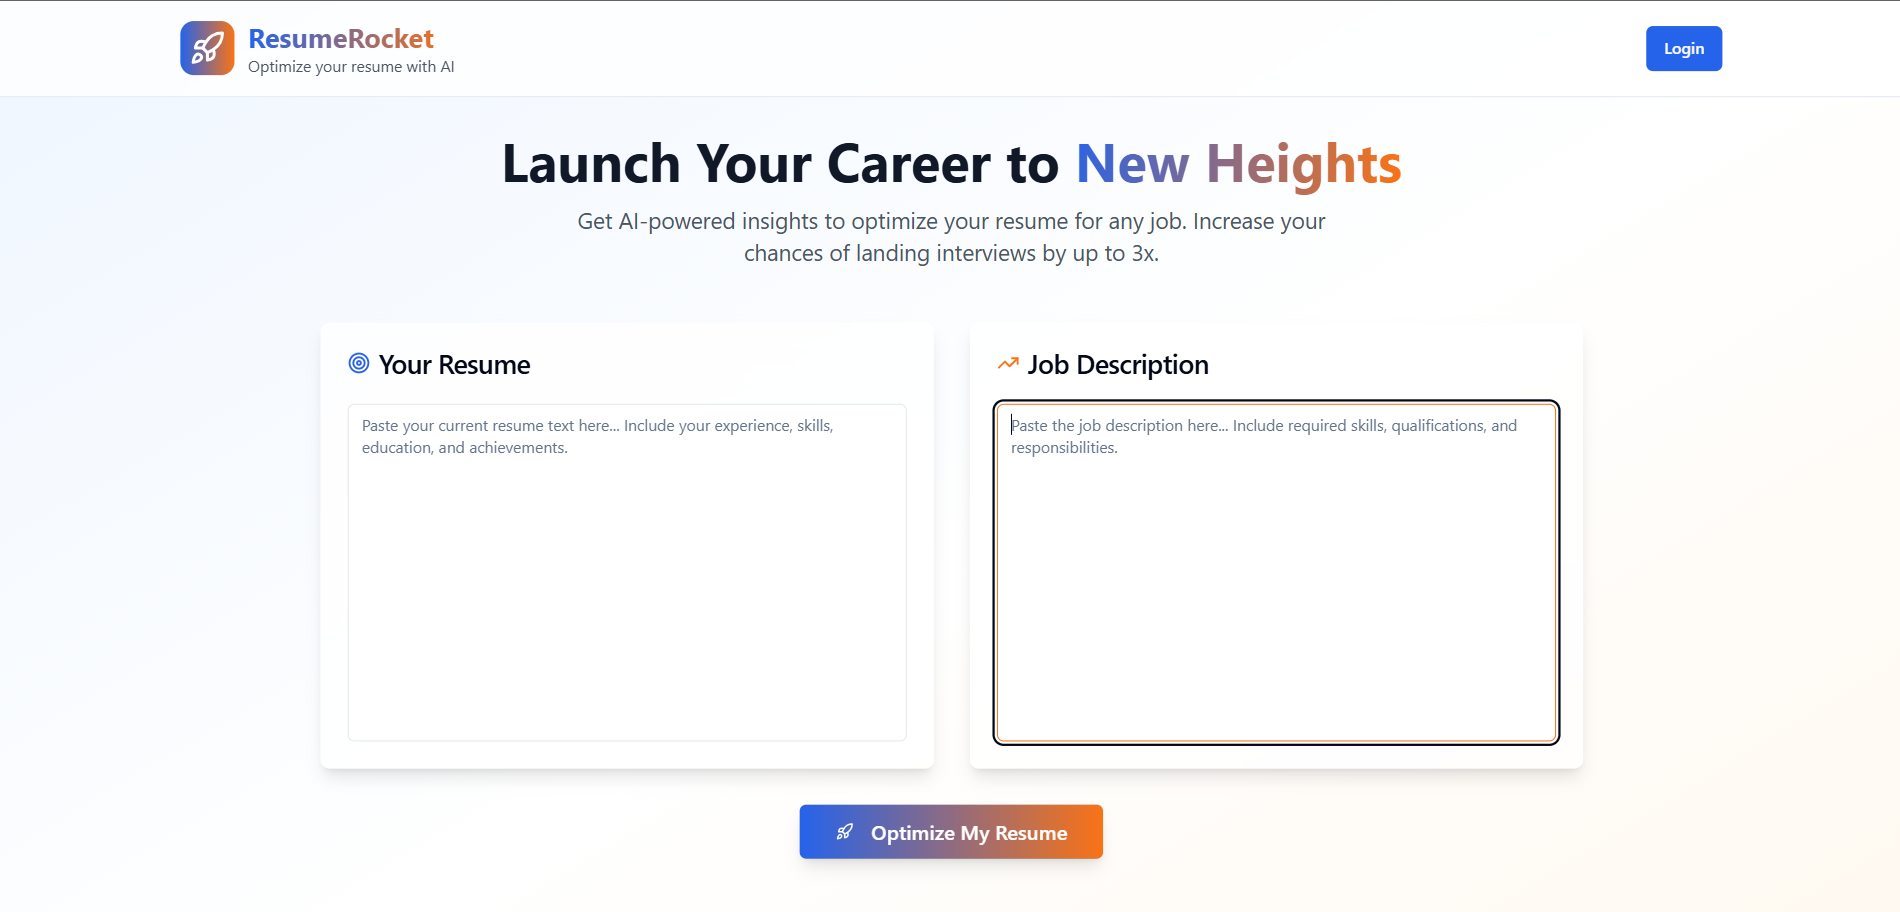 ResumeRocket
Optimize your resume with AI
Login
Launch Your Career to New Heights
Get AI-powered insights to optimize your resume for any job. Increase your
chances of landing interviews by up to 3x.
Your Resume
Paste your current resume text here... Include your experience, skills,
education, and achievements.
Job Description
Paste the job description here... Include required skills, qualifications, and
responsibilities.
Optimize My Resume